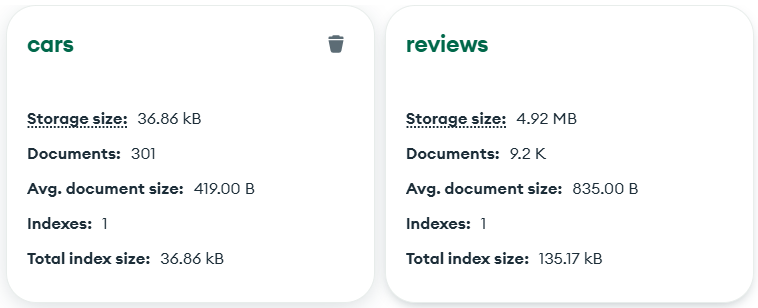 cars
Storage size: 36.86 kB
Documents: 301
Avg. document size: 419.00 B
Indexes: 1
Total index size: 36.86 kB
reviews
Storage size: 4.92 MB
Documents: 9.2 K
Avg. document size: 835.00 B
Indexes: 1
Total index size: 135.17 kB